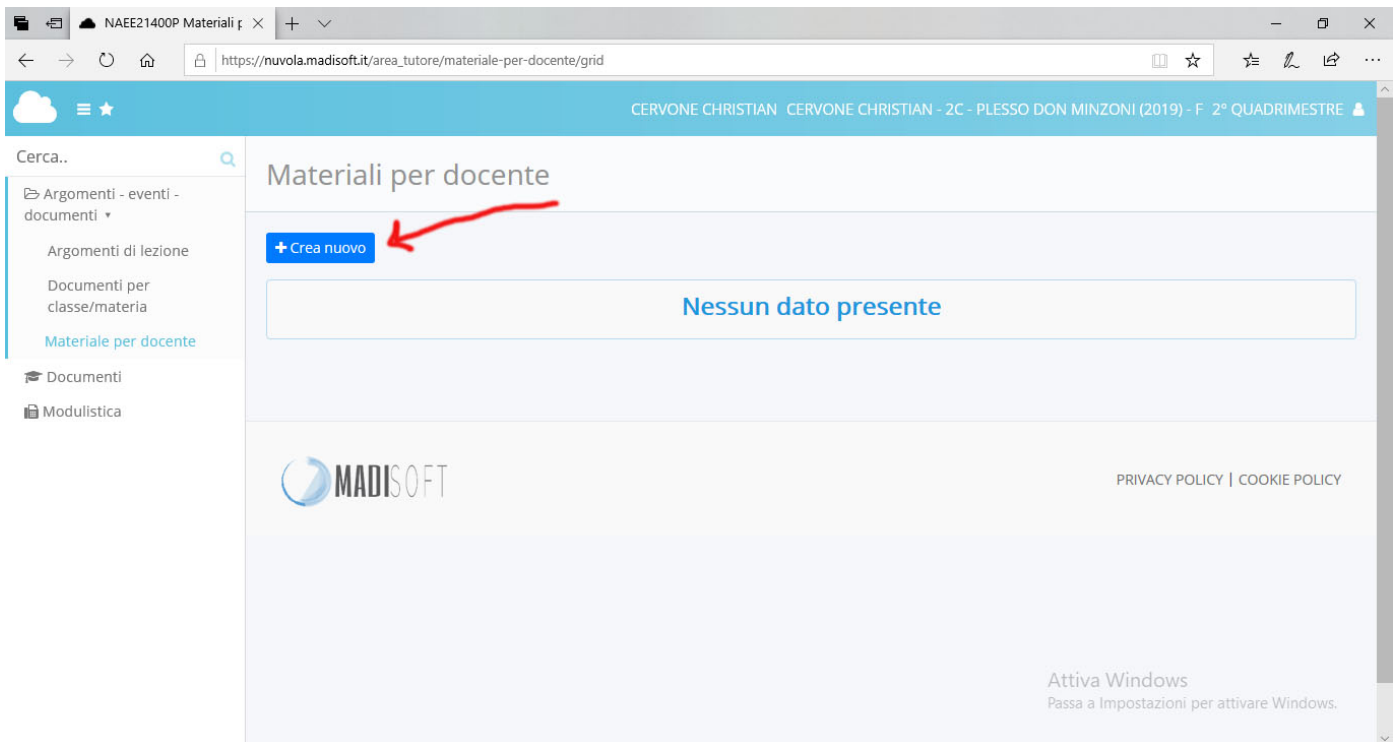 NAEE21400P Materiali p
https://nuvola.madisoft.it/area_tutore/materiale-per-docente/grid
CERVONE CHRISTIAN CERVONE CHRISTIAN - 2C - PLESSO DON MINZONI (2019) - F 2° QUADRIMESTRE
Cerca..
Argomenti - eventi -
documenti
Argomenti di lezione
Documenti per
classe/materia
Materiale per docente
Documenti
Modulistica
Materiali per docente
+ Crea nuovo
Nessun dato presente
MADISOFT
PRIVACY POLICY | COOKIE POLICY
Attiva Windows
Passa a Impostazioni per attivare Windows.